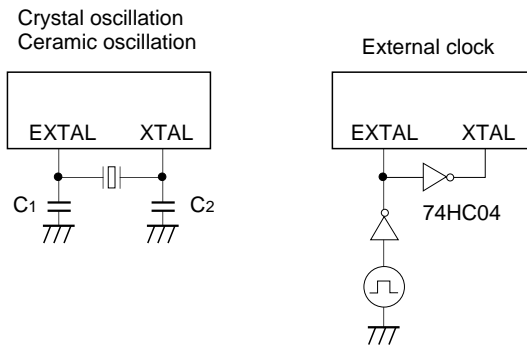 Crystal oscillation
Ceramic oscillation
EXTAL XTAL
C1 C2
External clock
EXTAL XTAL
74HC04